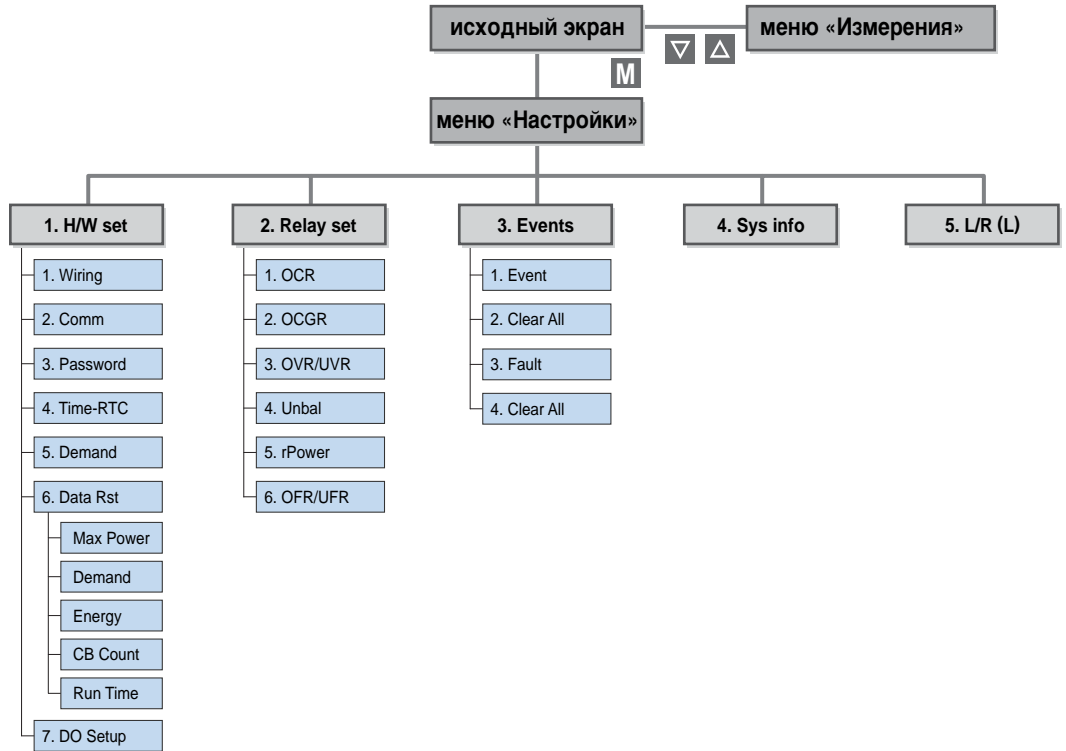 исходный экран
меню «Измерения»
▽ △
M
меню «Настройки»
1. H/W set
1. Wiring
2. Comm
3. Password
4. Time-RTC
5. Demand
6. Data Rst
Max Power
Demand
Energy
CB Count
Run Time
7. DO Setup
2. Relay set
1. OCR
2. OCGR
3. OVR/UVR
4. Unbal
5. rPower
6. OFR/UFR
3. Events
1. Event
2. Clear All
3. Fault
4. Clear All
4. Sys info
5. L/R (L)